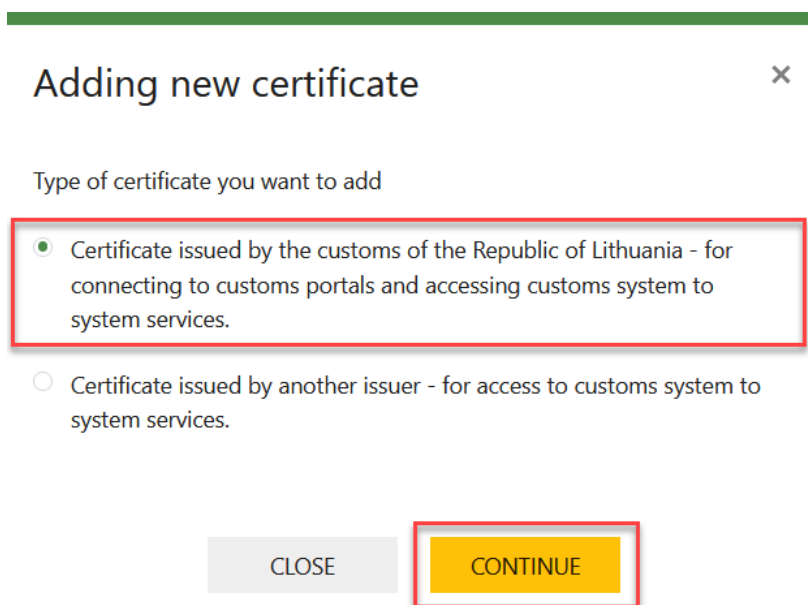 Adding new certificate
×
Type of certificate you want to add
Certificate issued by the customs of the Republic of Lithuania - for
connecting to customs portals and accessing customs system to
system services.
Certificate issued by another issuer - for access to customs system to
system services.
CLOSE
CONTINUE